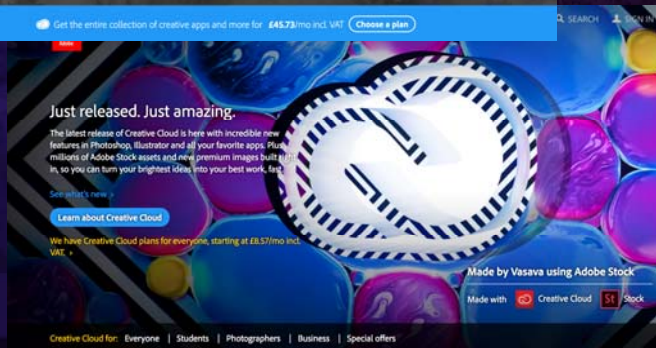 Get the entire collection of creative apps and more for £45.73/mo incl. VAT Choose a plan
SEARCH SIGN IN
Adobe
Just released. Just amazing.
The latest release of Creative Cloud is here with incredible new
features in Photoshop, Illustrator and all your favorite apps. Plus
millions of Adobe Stock assets and new premium images built right
in, so you can turn your brightest ideas into your best work, fast.
See what's new ›
Learn about Creative Cloud
We have Creative Cloud plans for everyone, starting at £8.57/mo incl.
VAT. ›
Made by Vasava using Adobe Stock
Made with Creative Cloud St Stock
Creative Cloud for: Everyone | Students | Photographers | Business | Special offers